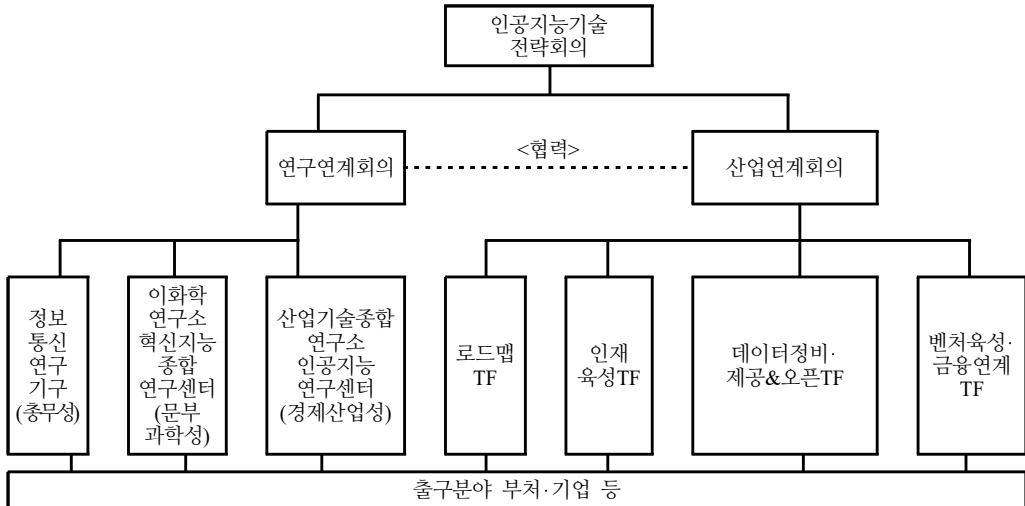 인공지능기술
전략회의
연구연계회의
<협력>
산업연계회의
정보
통신
연구
기구
(총무성)
이화학
연구소
혁신지능
종합
연구센터
(문부
과학성)
산업기술종합
연구소
인공지능
연구센터
(경제산업성)
로드맵
TF
인재
육성TF
데이터정비·
제공&오픈TF
벤처육성·
금융연계
TF
출구분야 부처·기업 등